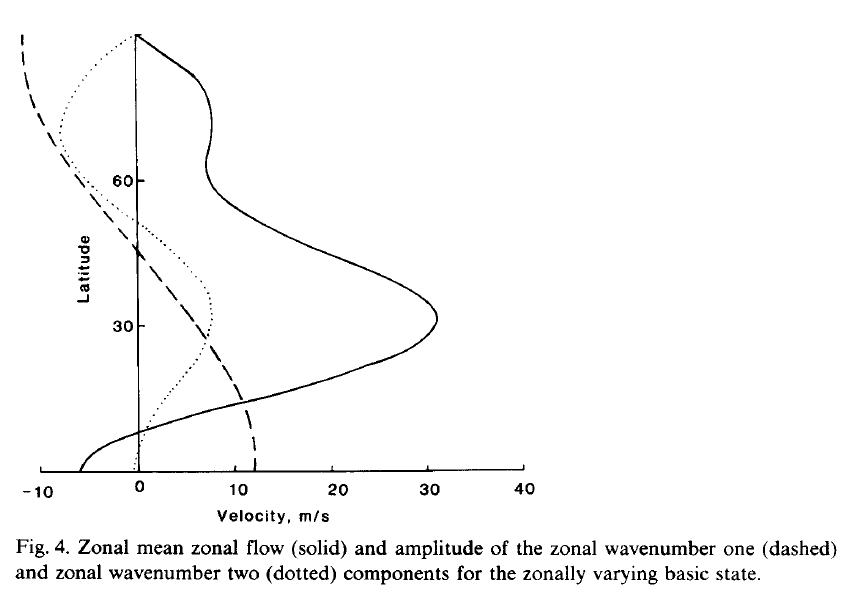 60
Latitude
30
-10 0 10 20 30 40
Velocity, m/s
Fig. 4. Zonal mean zonal flow (solid) and amplitude of the zonal wavenumber one (dashed)
and zonal wavenumber two (dotted) components for the zonally varying basic state.